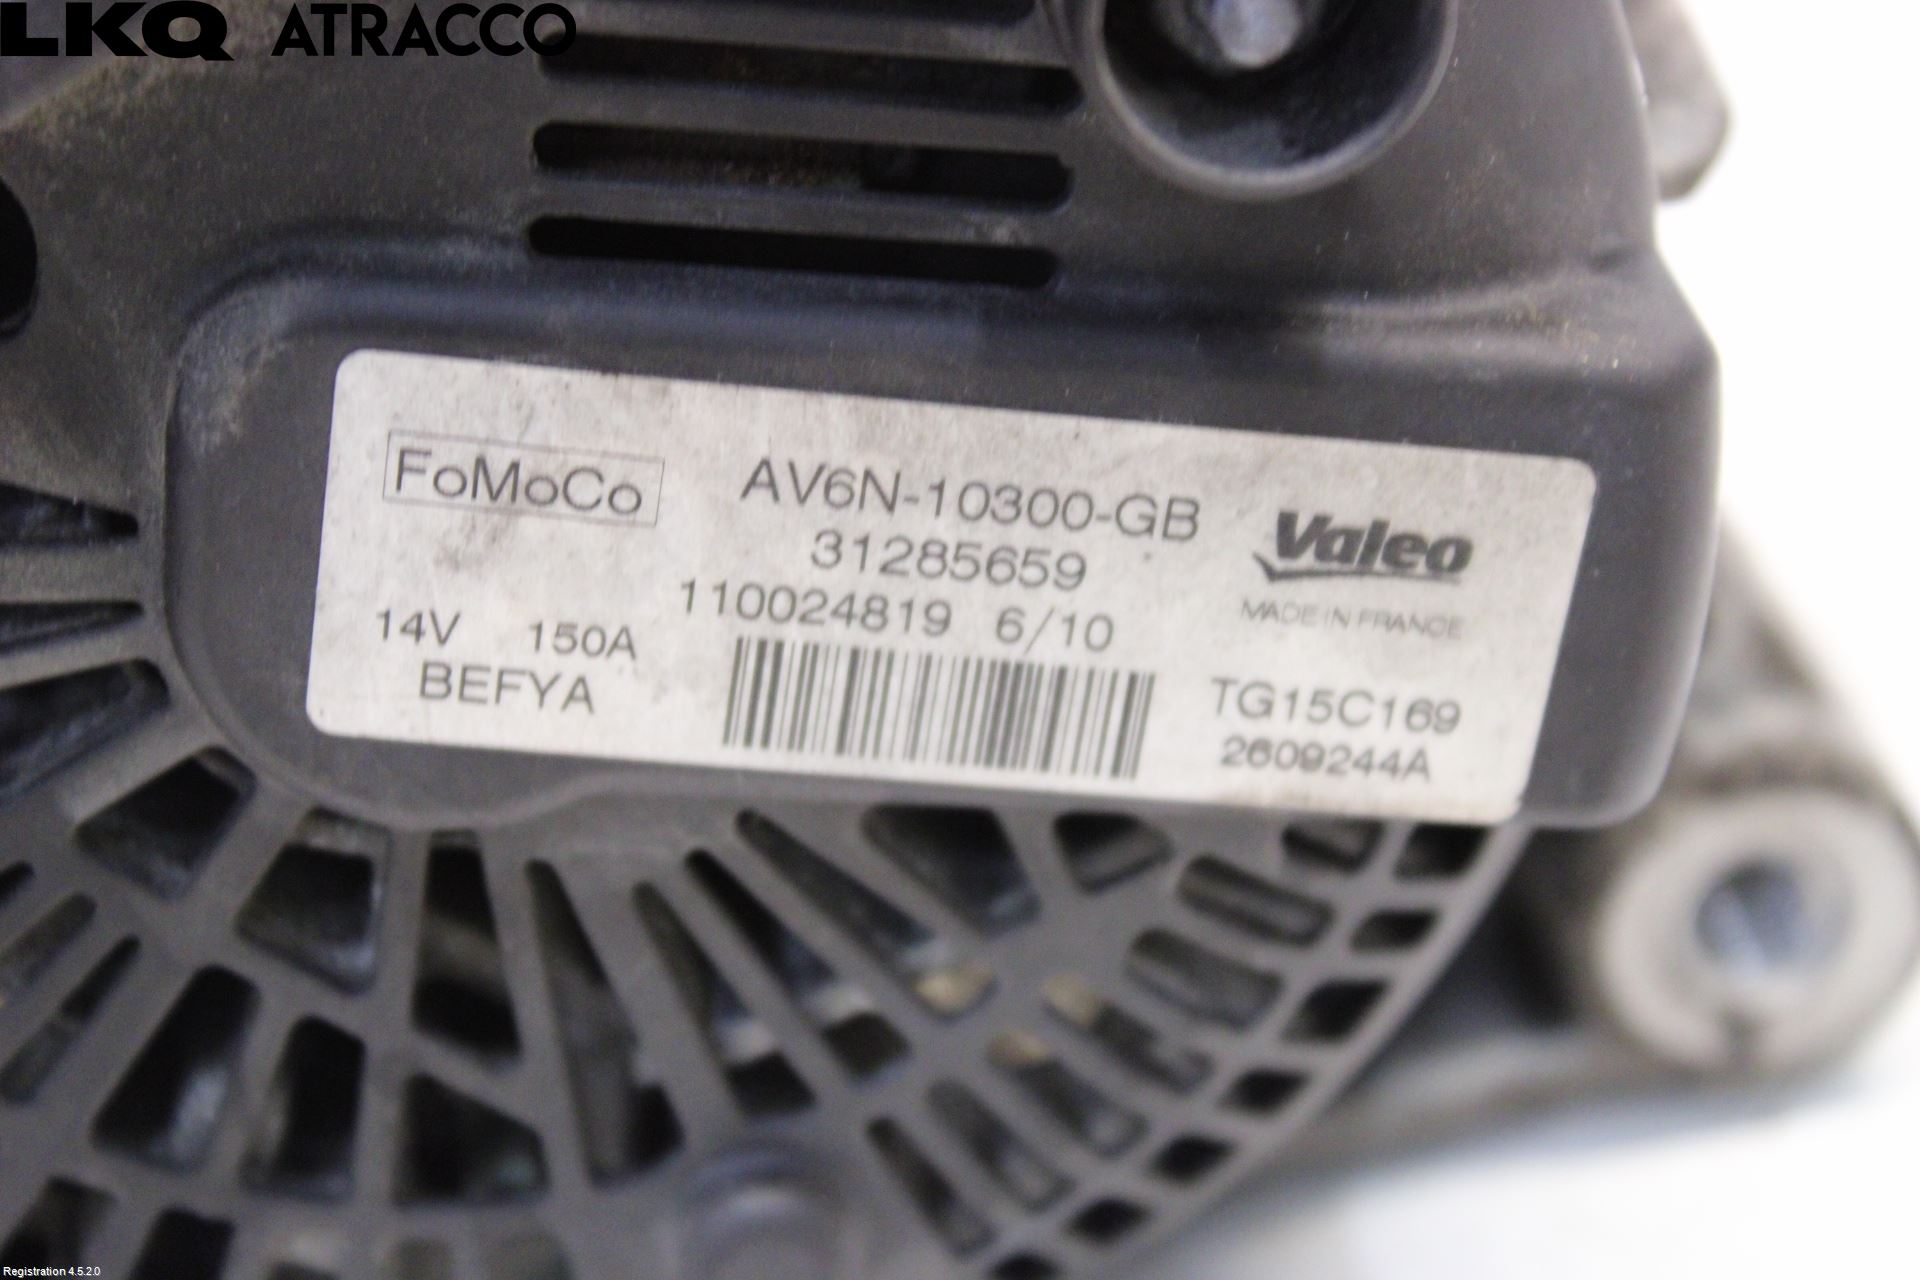 LKQ ATRACCO
FoMoCo
AV6N-10300-GB
31285659
110024819 6/10
Valeo
MADE IN FRANCE
14V 150A
BEFYA
TG15C169
2609244A
Registration 4.5.2.0